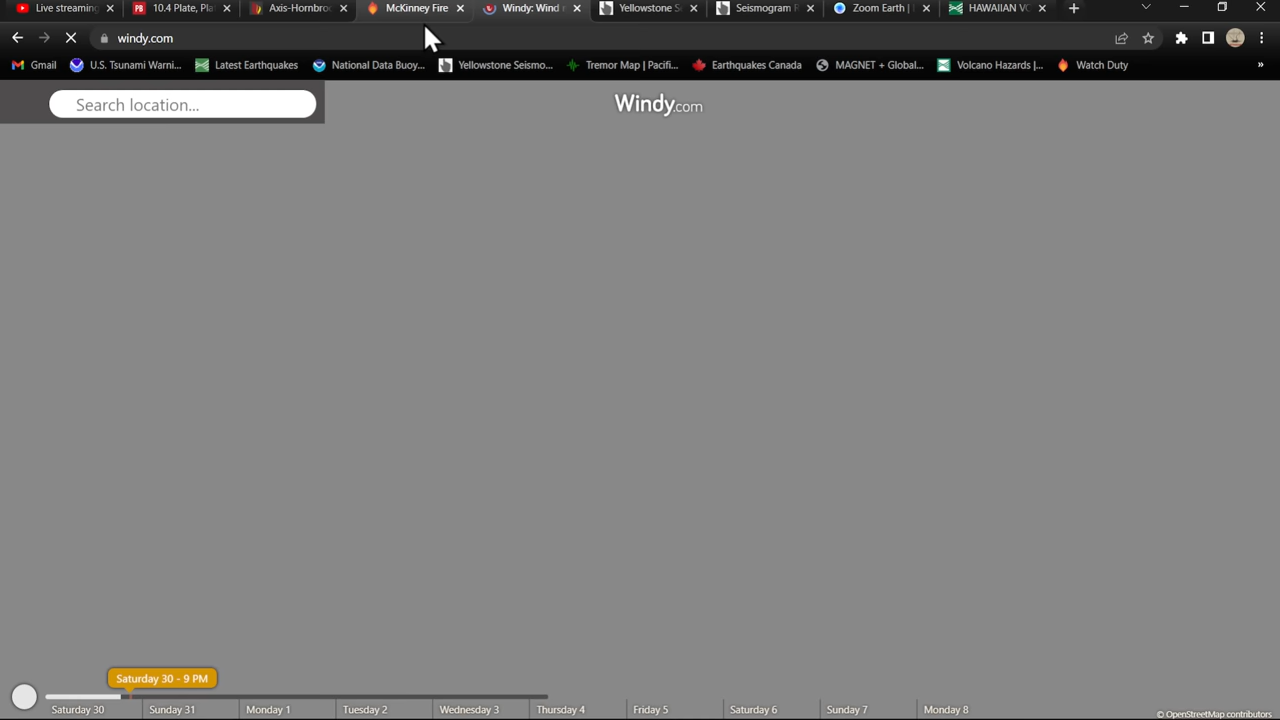 Live streaming
10.4 Plate, Pla
Axis-Hornbroo
McKinney Fire
Windy: Wind
Yellowstone Se
Seismogram
Zoom Earth |
HAWAIIAN VO
windy.com
Gmail
U.S. Tsunami Warni...
Latest Earthquakes
National Data Buoy...
Yellowstone Seismo...
Tremor Map | Pacifi...
Earthquakes Canada
MAGNET + Global...
Volcano Hazards |...
Watch Duty
»
Search location...
Windy.com
Saturday 30 - 9 PM
Saturday 30
Sunday 31
Monday 1
Tuesday 2
Wednesday 3
Thursday 4
Friday 5
Saturday 6
Sunday 7
Monday 8
© OpenStreetMap contributors